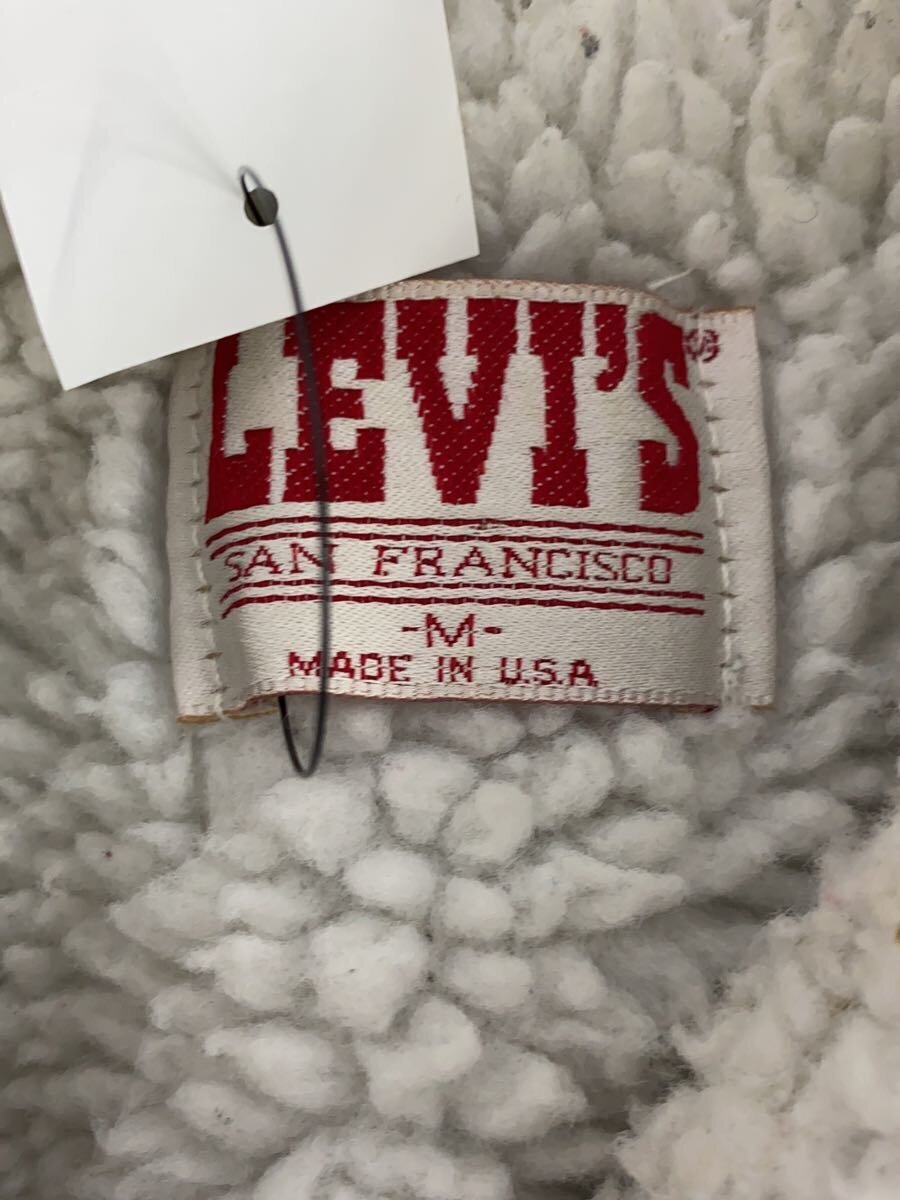 LEVI'S®
SAN FRANCISCO
-M-
MADE IN U.S.A